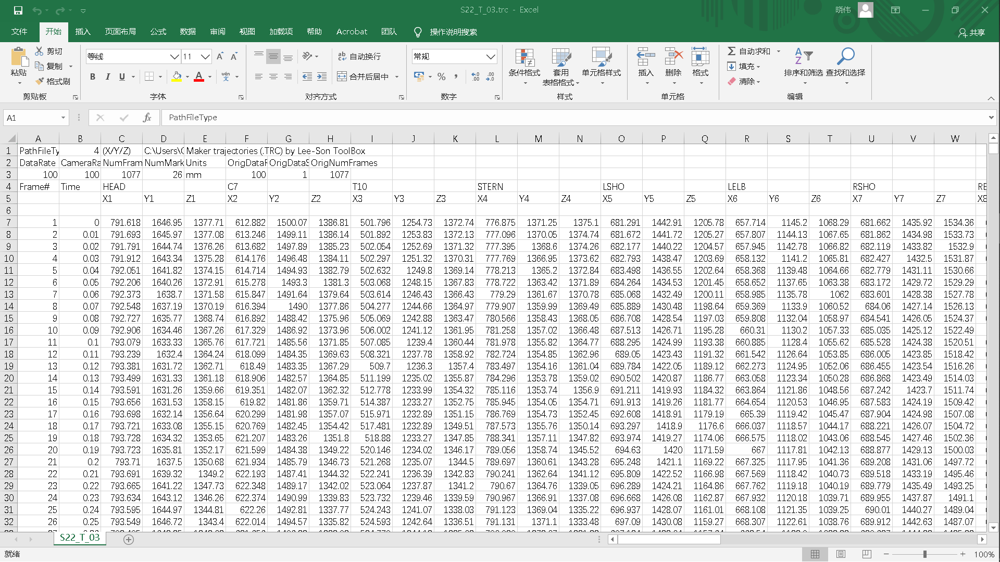 S22_T_03.trc - Excel
晓伟
文件 开始 插入 页面布局 公式 数据 审阅 视图 加载项 帮助 Acrobat 团队 操作说明搜索 共享
粘贴 剪切 复制 格式刷 剪贴板
等线 11 A A B I U A wén 文 字体
ab 自动换行 合并后居中 对齐方式
常规 % 数字
条件格式 套用 表格格式 单元格样式 样式
插入 删除 格式 单元格
自动求和 填充 清除 排序和筛选 查找和选择 编辑
A1 fx PathFileType
A B C D E F G H I J K L M N O P Q R S T U V W
1 PathFileTy 4 (X/Y/Z) C:\Users\ Maker trajectories (.TRC) by Lee-Son ToolBox
2 DataRate CameraRa NumFram NumMark Units OrigDataF OrigDataS OrigNumFrames
3 100 100 1077 26 mm 100 1 1077
4 Frame# Time HEAD C7 T10 STERN LSHO LELB RSHO RE
5 X1 Y1 Z1 X2 Y2 Z2 X3 Y3 Z3 X4 Y4 Z4 X5 Y5 Z5 X6 Y6 Z6 X7 Y7 Z7 X8
6
7 1 0 791.618 1646.95 1377.71 612.882 1500.07 1386.81 501.796 1254.73 1372.74 776.875 1371.25 1375.1 681.291 1442.91 1205.78 657.714 1145.2 1068.29 681.662 1435.92 1534.36
8 2 0.01 791.693 1645.97 1377.08 613.246 1499.11 1386.14 501.892 1253.83 1372.13 777.096 1370.05 1374.74 681.672 1441.72 1205.27 657.807 1144.13 1067.65 681.862 1434.98 1533.73
9 3 0.02 791.791 1644.74 1376.26 613.682 1497.89 1385.23 502.054 1252.69 1371.32 777.395 1368.6 1374.26 682.177 1440.22 1204.57 657.945 1142.78 1066.82 682.119 1433.82 1532.9
10 4 0.03 791.912 1643.34 1375.28 614.176 1496.48 1384.11 502.297 1251.32 1370.31 777.769 1366.95 1373.62 682.793 1438.47 1203.69 658.132 1141.2 1065.81 682.427 1432.5 1531.87
11 5 0.04 792.051 1641.82 1374.15 614.714 1494.93 1382.79 502.632 1249.8 1369.14 778.213 1365.2 1372.84 683.498 1436.55 1202.64 658.368 1139.48 1064.66 682.779 1431.11 1530.66
12 6 0.05 792.206 1640.26 1372.91 615.278 1493.3 1381.3 503.068 1248.15 1367.83 778.722 1363.42 1371.89 684.264 1434.53 1201.45 658.652 1137.65 1063.38 683.172 1429.72 1529.29
13 7 0.06 792.373 1638.7 1371.58 615.847 1491.64 1379.64 503.614 1246.43 1366.43 779.29 1361.67 1370.78 685.068 1432.49 1200.11 658.985 1135.78 1062 683.601 1428.38 1527.78
14 8 0.07 792.548 1637.19 1370.19 616.394 1490 1377.86 504.277 1244.66 1364.97 779.907 1359.99 1369.49 685.889 1430.48 1198.64 659.369 1133.9 1060.52 684.06 1427.14 1526.13
15 9 0.08 792.727 1635.77 1368.74 616.892 1488.42 1375.96 505.069 1242.88 1363.47 780.566 1358.43 1368.05 686.708 1428.54 1197.03 659.808 1132.04 1058.97 684.541 1426.05 1524.37
16 10 0.09 792.906 1634.46 1367.26 617.329 1486.92 1373.96 506.002 1241.12 1361.95 781.258 1357.02 1366.48 687.513 1426.71 1195.28 660.31 1130.2 1057.33 685.035 1425.12 1522.49
17 11 0.1 793.079 1633.33 1365.76 617.721 1485.56 1371.85 507.085 1239.4 1360.44 781.978 1355.82 1364.77 688.295 1424.99 1193.38 660.885 1128.4 1055.62 685.528 1424.38 1520.51
18 12 0.11 793.239 1632.4 1364.24 618.099 1484.35 1369.63 508.321 1237.78 1358.92 782.724 1354.85 1362.96 689.05 1423.43 1191.32 661.542 1126.64 1053.85 686.005 1423.85 1518.42
19 13 0.12 793.381 1631.72 1362.71 618.49 1483.35 1367.29 509.7 1236.3 1357.4 783.497 1354.16 1361.04 689.784 1422.05 1189.12 662.273 1124.95 1052.06 686.455 1423.54 1516.26
20 14 0.13 793.499 1631.33 1361.18 618.906 1482.57 1364.85 511.199 1235.02 1355.87 784.296 1353.78 1359.02 690.502 1420.87 1186.77 663.058 1123.34 1050.28 686.868 1423.49 1514.03
21 15 0.14 793.591 1631.26 1359.66 619.351 1482.07 1362.32 512.778 1233.99 1354.32 785.116 1353.74 1356.9 691.211 1419.93 1184.32 663.864 1121.86 1048.56 687.242 1423.7 1511.74
22 16 0.15 793.656 1631.53 1358.15 619.82 1481.86 1359.71 514.387 1233.27 1352.75 785.945 1354.05 1354.71 691.913 1419.26 1181.77 664.654 1120.53 1046.95 687.583 1424.19 1509.42
23 17 0.16 793.698 1632.14 1356.64 620.299 1481.98 1357.07 515.971 1232.89 1351.15 786.769 1354.73 1352.45 692.608 1418.91 1179.19 665.39 1119.42 1045.47 687.904 1424.98 1507.08
24 18 0.17 793.721 1633.08 1355.15 620.769 1482.45 1354.42 517.481 1232.89 1349.51 787.573 1355.76 1350.14 693.297 1418.9 1176.6 666.037 1118.57 1044.17 688.221 1426.07 1504.72
25 18 0.18 793.728 1634.32 1353.65 621.207 1483.26 1351.8 518.88 1233.27 1347.85 788.341 1357.11 1347.82 693.974 1419.27 1174.06 666.575 1118.02 1043.06 688.545 1427.46 1502.36
26 20 0.19 793.723 1635.81 1352.17 621.599 1484.38 1349.22 520.146 1234.02 1346.17 789.056 1358.74 1345.52 694.63 1420 1171.59 667 1117.81 1042.13 688.877 1429.13 1500.03
27 21 0.2 793.71 1637.5 1350.68 621.934 1485.79 1346.73 521.268 1235.07 1344.5 789.697 1360.61 1343.28 695.248 1421.1 1169.22 667.325 1117.95 1041.36 689.208 1431.06 1497.72
28 22 0.21 793.691 1639.32 1349.2 622.193 1487.41 1344.32 522.241 1236.39 1342.83 790.241 1362.64 1341.12 695.809 1422.52 1166.98 667.569 1118.42 1040.73 689.518 1433.19 1495.46
29 23 0.22 793.665 1641.22 1347.73 622.348 1489.17 1342.02 523.064 1237.87 1341.2 790.67 1364.76 1339.05 696.289 1424.21 1164.86 667.762 1119.18 1040.19 689.779 1435.49 1493.25
30 24 0.23 793.634 1643.12 1346.26 622.374 1490.99 1339.83 523.732 1239.46 1339.59 790.967 1366.91 1337.08 696.668 1426.08 1162.87 667.932 1120.18 1039.71 689.955 1437.87 1491.1
31 25 0.24 793.595 1644.97 1344.81 622.26 1492.81 1337.77 524.243 1241.07 1338.03 791.123 1369.04 1335.22 696.937 1428.07 1161.01 668.108 1121.35 1039.25 690.01 1440.27 1489.04
32 26 0.25 793.549 1646.72 1343.4 622.014 1494.57 1335.82 524.593 1242.64 1336.51 791.131 1371.1 1333.48 697.09 1430.08 1159.27 668.307 1122.61 1038.76 689.912 1442.63 1487.07
S22_T_03
就绪 100%